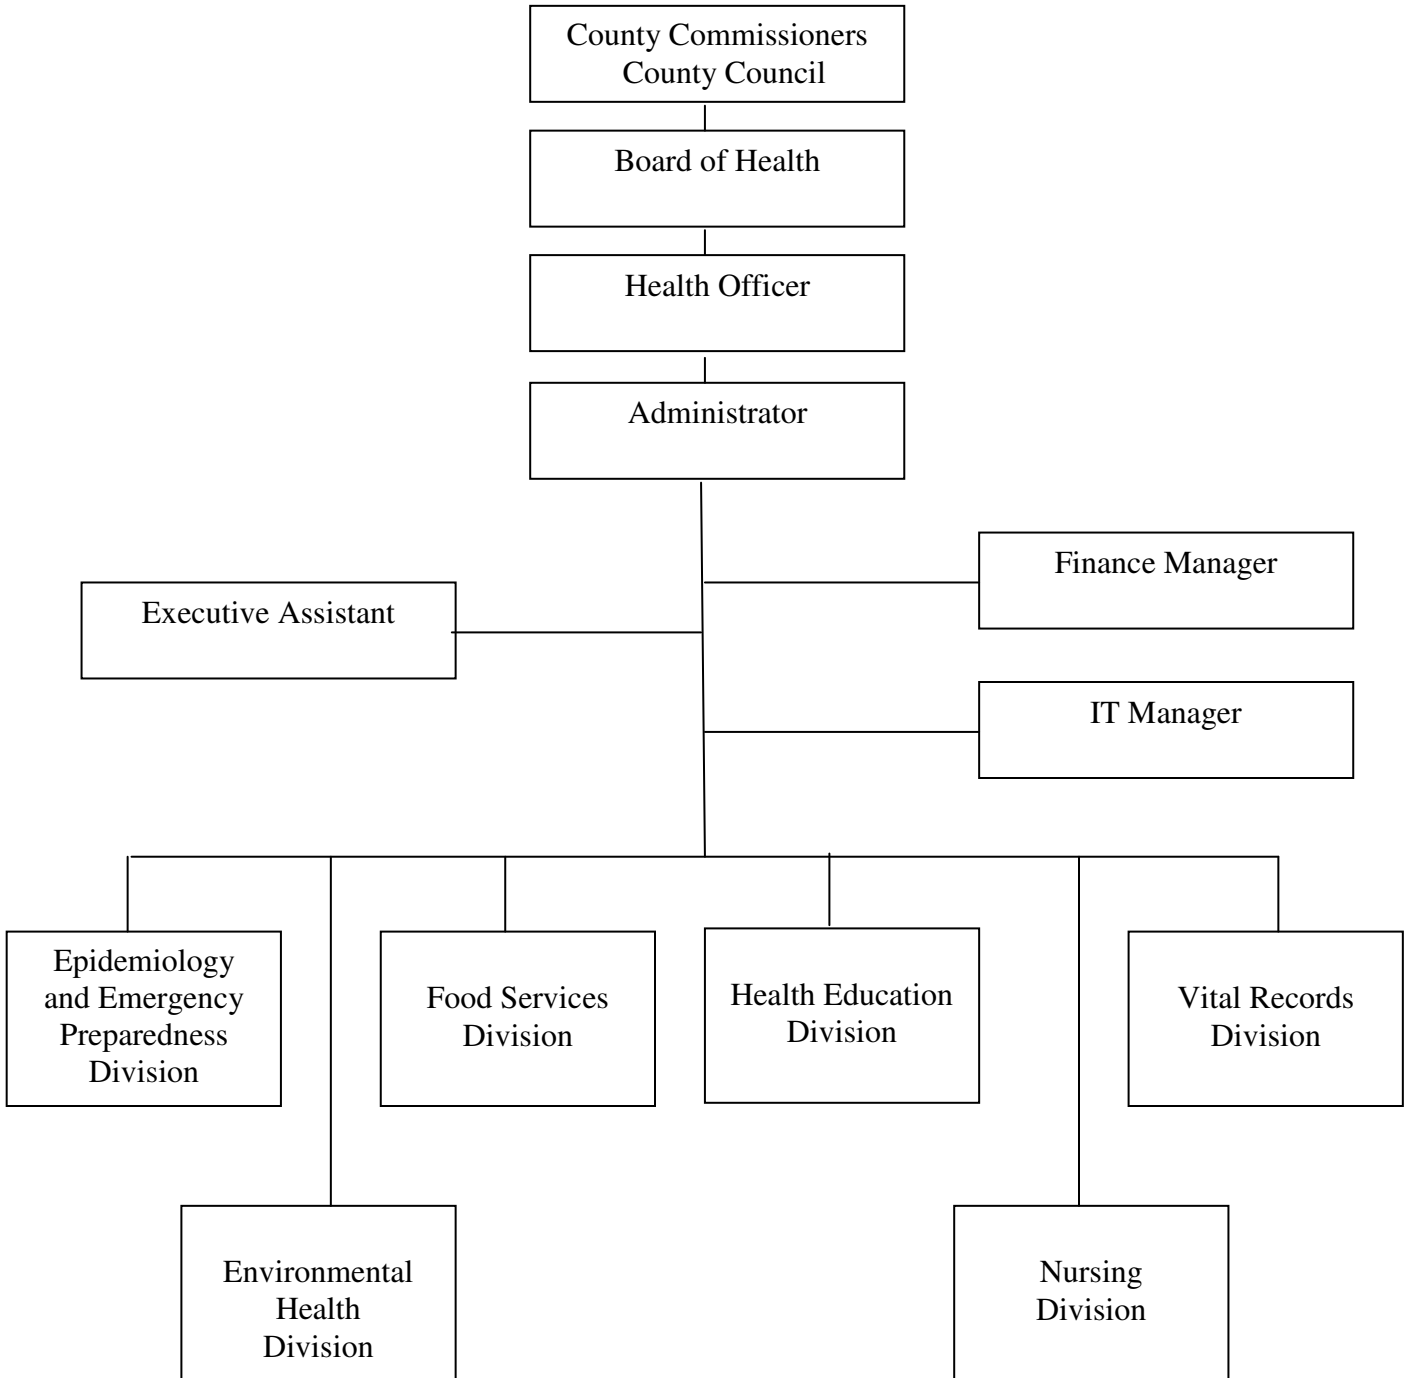 County Commissioners
County Council
Board of Health
Health Officer
Administrator
Finance Manager
Executive Assistant
IT Manager
Epidemiology
and Emergency
Preparedness
Division
Food Services
Division
Health Education
Division
Vital Records
Division
Environmental
Health
Division
Nursing
Division